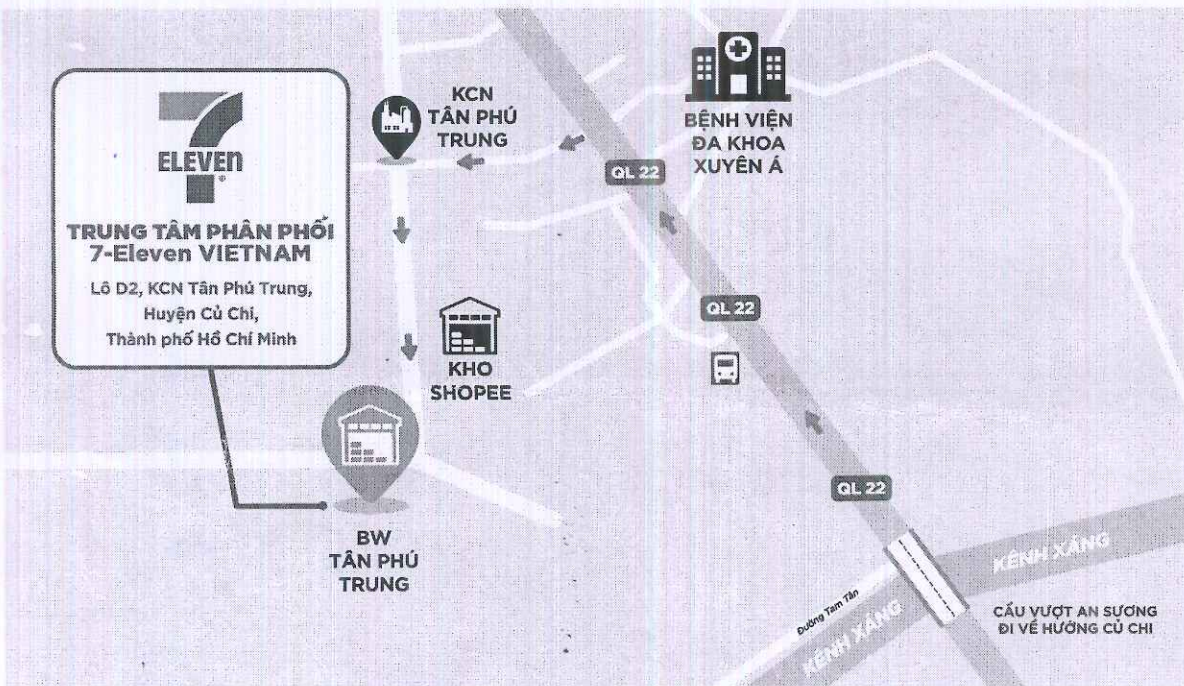 7
ELEVEn
®
TRUNG TÂM PHÂN PHỐI
7-Eleven VIETNAM
Lô D2, KCN Tân Phú Trung,
Huyện Củ Chi,
Thành phố Hồ Chí Minh
KCN
TÂN PHÚ
TRUNG
BỆNH VIỆN
ĐA KHOA
XUYÊN Á
QL 22
QL 22
KHO
SHOPEE
QL 22
BW
TÂN PHÚ
TRUNG
KÊNH XÁNG
Đường Tam Tân
KÊNH XÁNG
CẦU VƯỢT AN SƯƠNG
ĐI VỀ HƯỚNG CỦ CHI